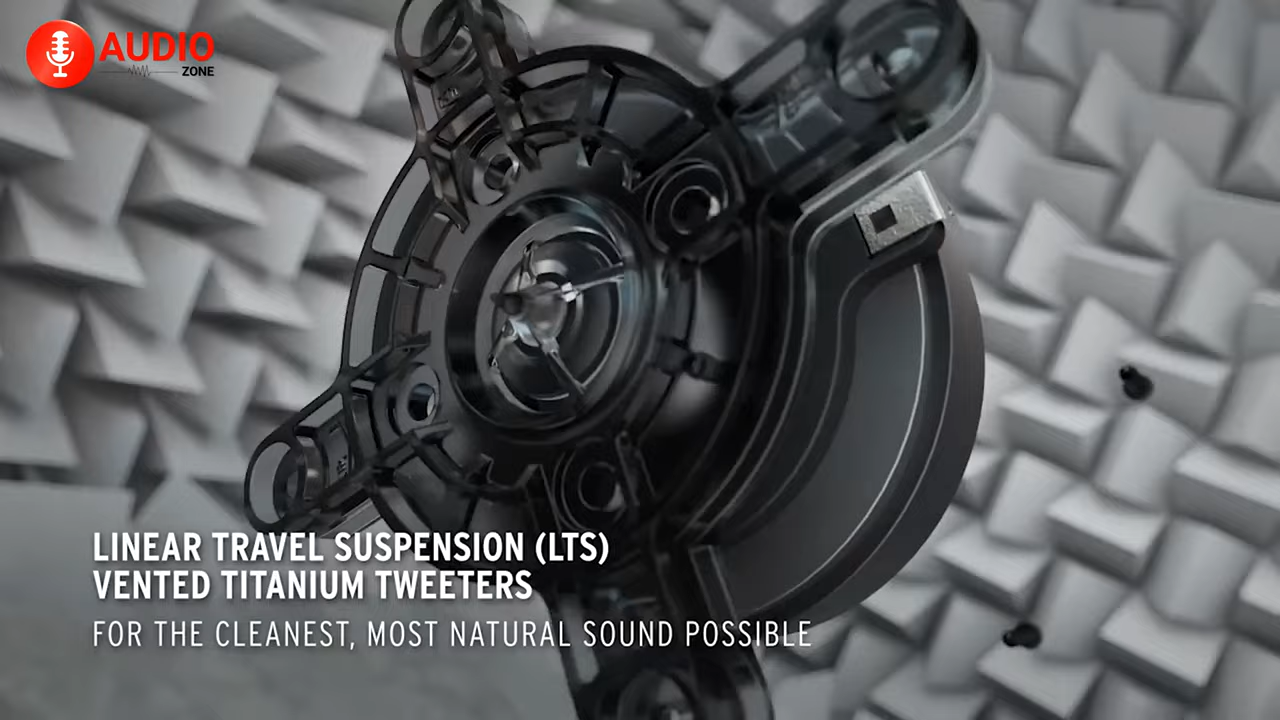 AUDIO
ZONE
LINEAR TRAVEL SUSPENSION (LTS)
VENTED TITANIUM TWEETERS
FOR THE CLEANEST, MOST NATURAL SOUND POSSIBLE